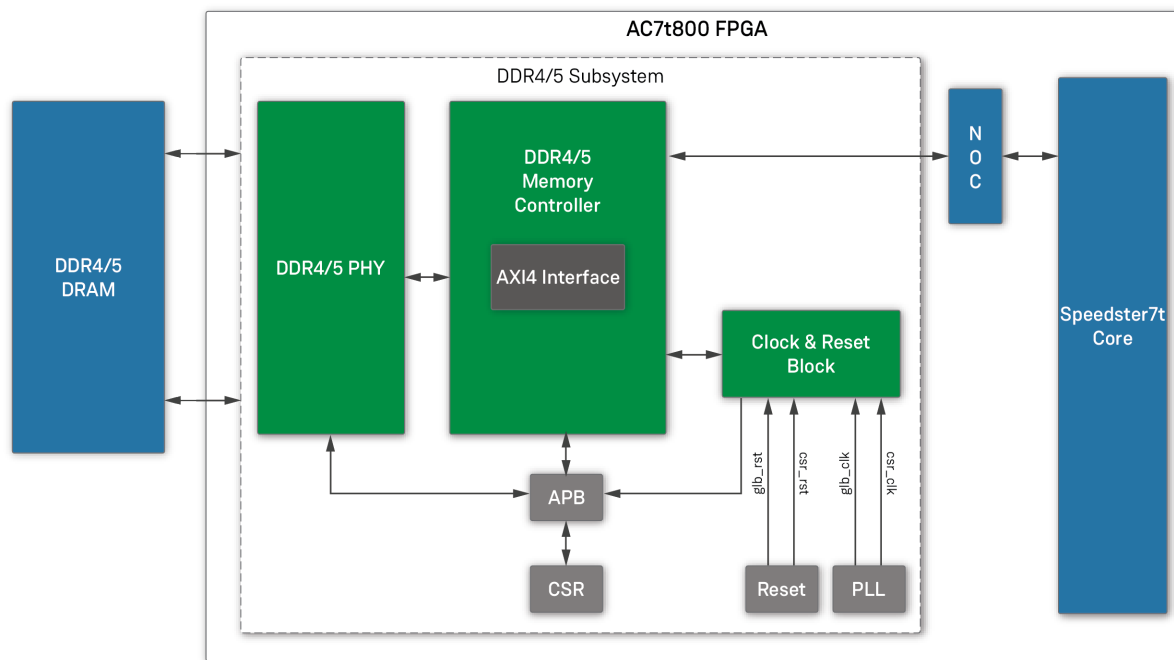 AC7t800 FPGA
DDR4/5 Subsystem
DDR4/5
DRAM
DDR4/5 PHY
DDR4/5
Memory
Controller
AXI4 Interface
N
O
C
Speedster7t
Core
Clock & Reset
Block
glb_rst
csr_rst
glb_clk
csr_clk
APB
CSR
Reset
PLL